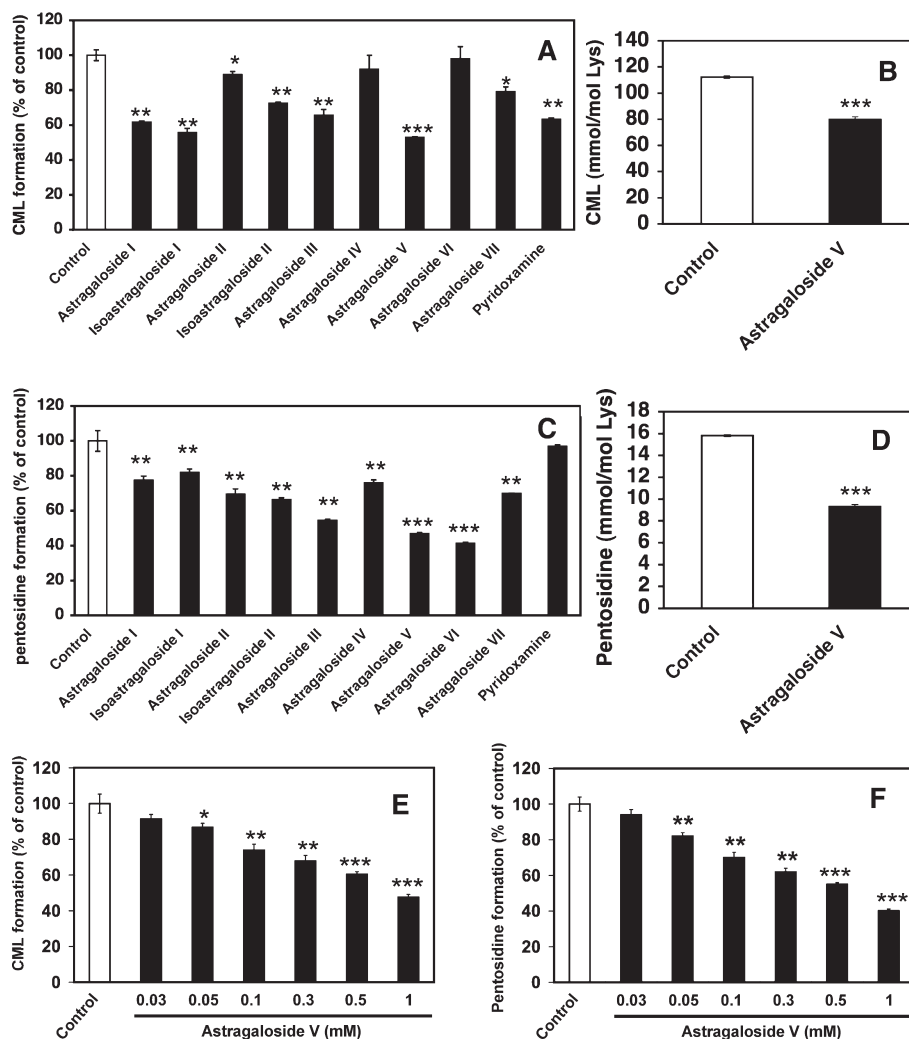 A
CML formation (% of control)
120
100
80
60
40
20
0
** ** * ** ** *** * **
Control
Astragaloside I
Isoastragaloside I
Astragaloside II
Isoastragaloside II
Astragaloside III
Astragaloside IV
Astragaloside V
Astragaloside VI
Astragaloside VII
Pyridoxamine
B
CML (mmol/mol Lys)
140
120
100
80
60
40
20
0
***
Control
Astragaloside V
C
pentosidine formation (% of control)
120
100
80
60
40
20
0
** ** ** ** ** ** *** *** **
Control
Astragaloside I
Isoastragaloside I
Astragaloside II
Isoastragaloside II
Astragaloside III
Astragaloside IV
Astragaloside V
Astragaloside VI
Astragaloside VII
Pyridoxamine
D
Pentosidine (mmol/mol Lys)
18
16
14
12
10
8
6
4
2
0
***
Control
Astragaloside V
E
CML formation (% of control)
120
100
80
60
40
20
0
* ** ** *** ***
Control
0.03 0.05 0.1 0.3 0.5 1
Astragaloside V (mM)
F
Pentosidine formation (% of control)
120
100
80
60
40
20
0
** ** ** *** ***
Control
0.03 0.05 0.1 0.3 0.5 1
Astragaloside V (mM)